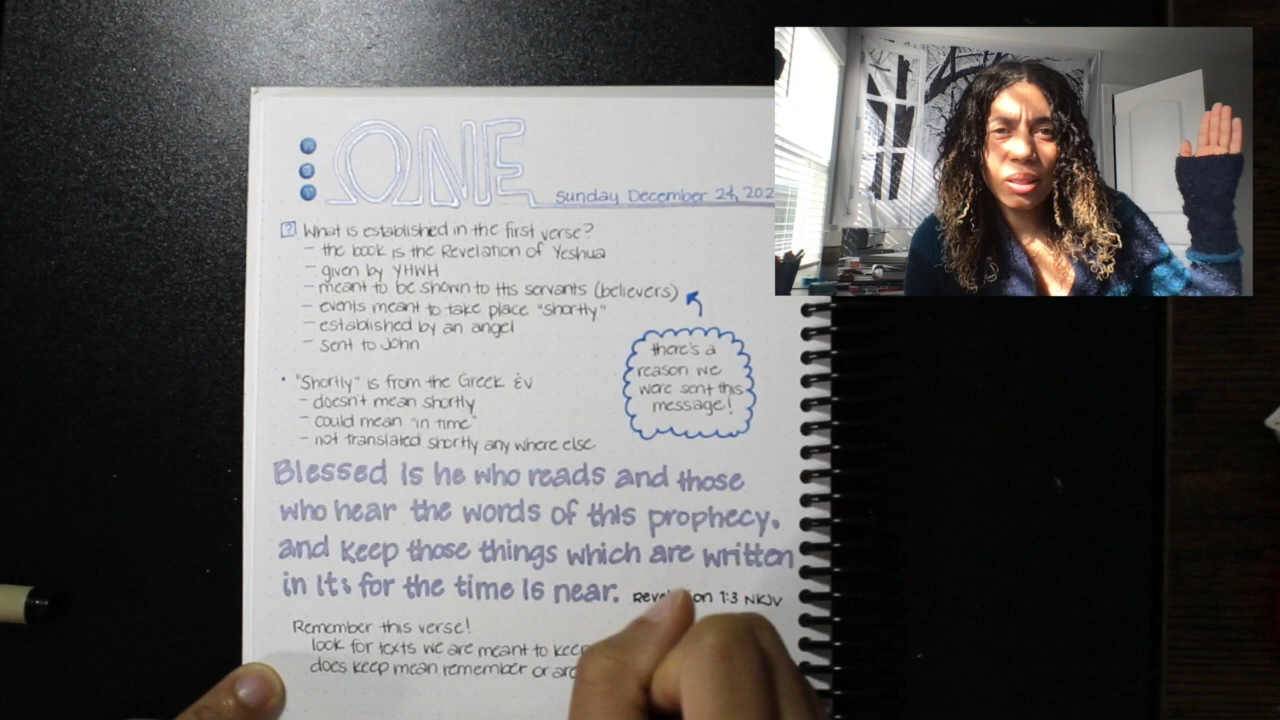 ONE
Sunday December 24, 202
? What is established in the first verse?
– the book is the Revelation of Yeshua
– given by YHWH
– meant to be shown to His servants (believers)
– events meant to take place "shortly"
– established by an angel
– sent to John
there's a
reason we
were sent this
message!
• "Shortly" is from the Greek ἐν
– doesn't mean shortly
– could mean "in time"
– not translated shortly any where else
Blessed is he who reads and those
who hear the words of this prophecy,
and keep those things which are written
in it; for the time is near.
Revelation 1:3 NKJV
Remember this verse!
look for texts we are meant to keep
does keep mean remember or